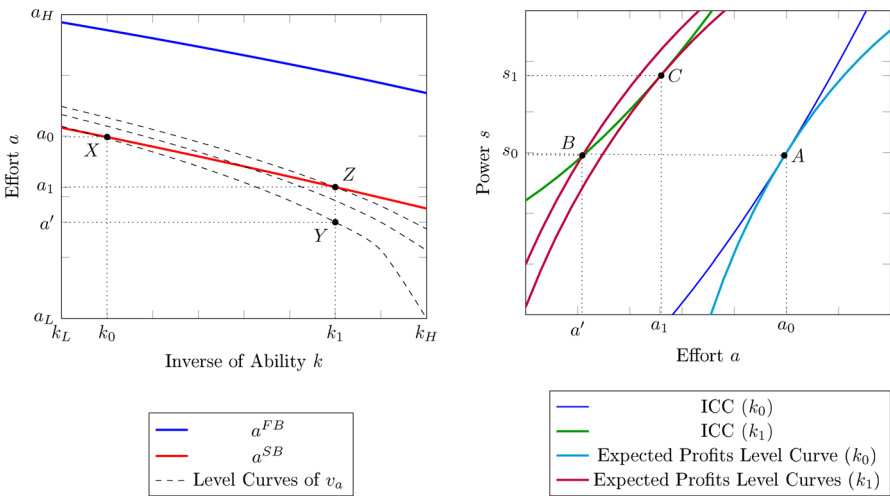 a_H
a_0
a_1
a'
a_L
Effort a
X
Z
Y
k_L k_0 k_1 k_H
Inverse of Ability k
a^{FB}
a^{SB}
Level Curves of v_a
s_1
s_0
Power s
C
B
A
a' a_1 a_0
Effort a
ICC (k_0)
ICC (k_1)
Expected Profits Level Curve (k_0)
Expected Profits Level Curves (k_1)